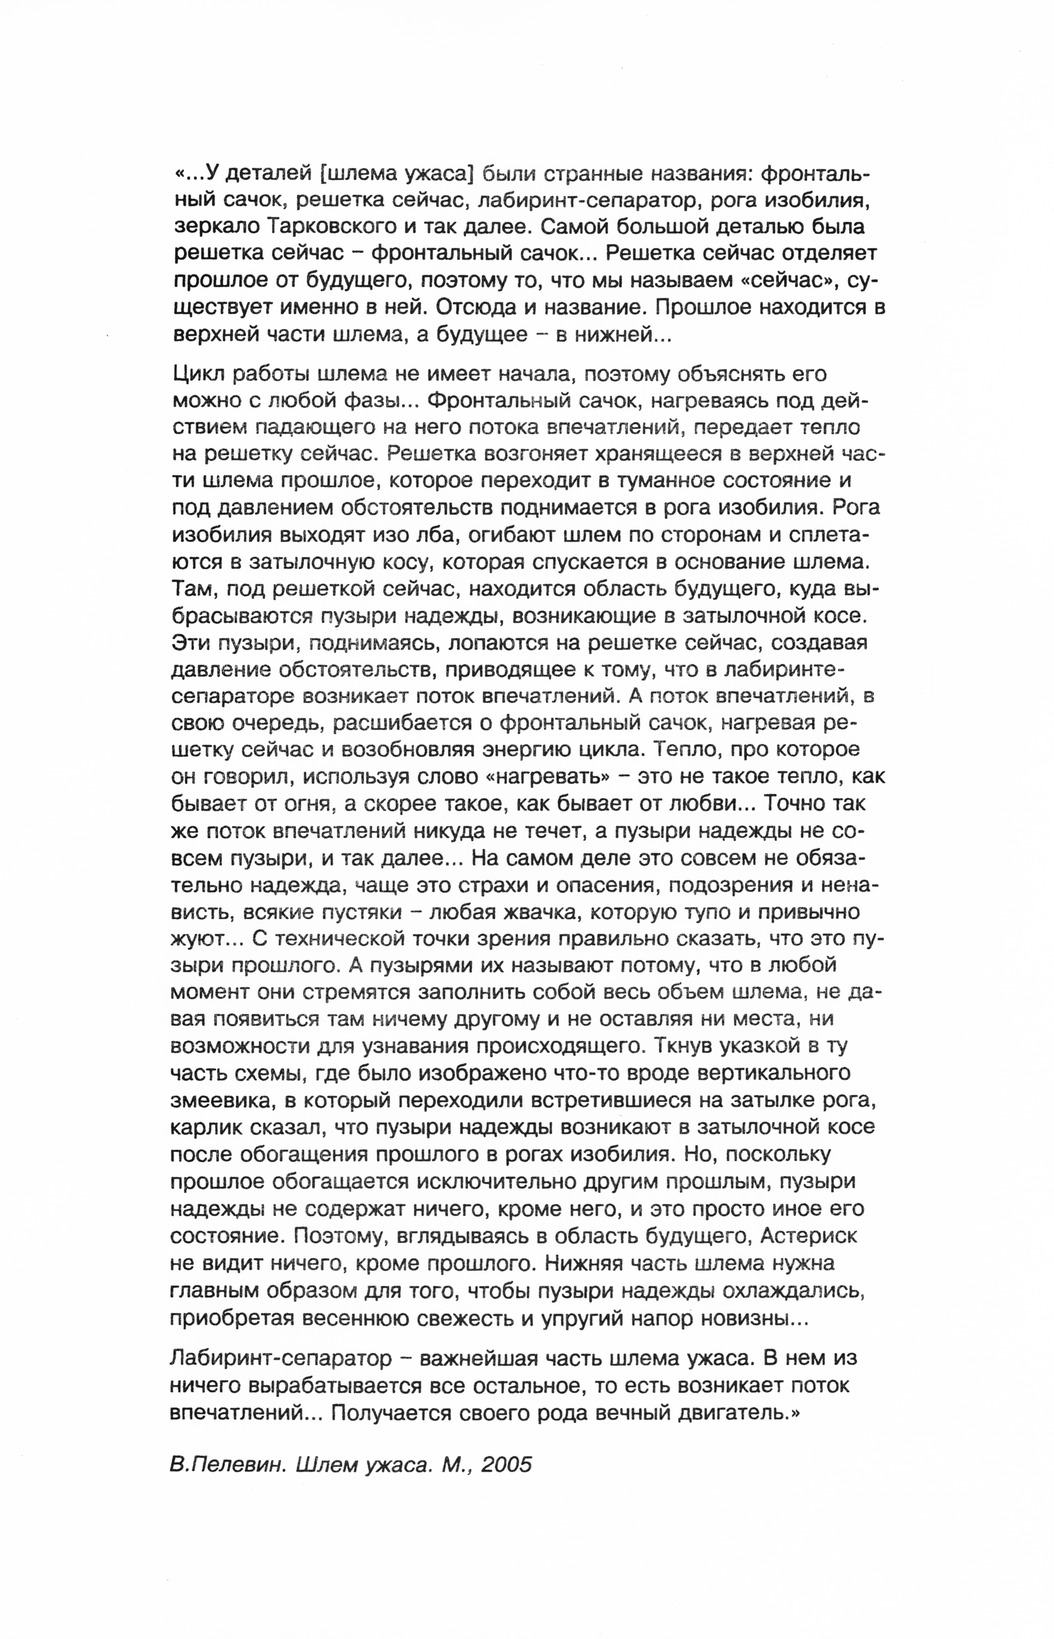 «...У деталей [шлема ужаса] были странные названия: фронталь-
ный сачок, решетка сейчас, лабиринт-сепаратор, рога изобилия,
зеркало Тарковского и так далее. Самой большой деталью была
решетка сейчас – фронтальный сачок... Решетка сейчас отделяет
прошлое от будущего, поэтому то, что мы называем «сейчас», су-
ществует именно в ней. Отсюда и название. Прошлое находится в
верхней части шлема, а будущее – в нижней...
Цикл работы шлема не имеет начала, поэтому объяснять его
можно с любой фазы... Фронтальный сачок, нагреваясь под дей-
ствием падающего на него потока впечатлений, передает тепло
на решетку сейчас. Решетка возгоняет хранящееся в верхней час-
ти шлема прошлое, которое переходит в туманное состояние и
под давлением обстоятельств поднимается в рога изобилия. Рога
изобилия выходят изо лба, огибают шлем по сторонам и сплета-
ются в затылочную косу, которая спускается в основание шлема.
Там, под решеткой сейчас, находится область будущего, куда вы-
брасываются пузыри надежды, возникающие в затылочной косе.
Эти пузыри, поднимаясь, лопаются на решетке сейчас, создавая
давление обстоятельств, приводящее к тому, что в лабиринте-
сепараторе возникает поток впечатлений. А поток впечатлений, в
свою очередь, расшибается о фронтальный сачок, нагревая ре-
шетку сейчас и возобновляя энергию цикла. Тепло, про которое
он говорил, используя слово «нагревать» – это не такое тепло, как
бывает от огня, а скорее такое, как бывает от любви... Точно так
же поток впечатлений никуда не течет, а пузыри надежды не со-
всем пузыри, и так далее... На самом деле это совсем не обяза-
тельно надежда, чаще это страхи и опасения, подозрения и нена-
висть, всякие пустяки – любая жвачка, которую тупо и привычно
жуют... С технической точки зрения правильно сказать, что это пу-
зыри прошлого. А пузырями их называют потому, что в любой
момент они стремятся заполнить собой весь объем шлема, не да-
вая появиться там ничему другому и не оставляя ни места, ни
возможности для узнавания происходящего. Ткнув указкой в ту
часть схемы, где было изображено что-то вроде вертикального
змеевика, в который переходили встретившиеся на затылке рога,
карлик сказал, что пузыри надежды возникают в затылочной косе
после обогащения прошлого в рогах изобилия. Но, поскольку
прошлое обогащается исключительно другим прошлым, пузыри
надежды не содержат ничего, кроме него, и это просто иное его
состояние. Поэтому, вглядываясь в область будущего, Астериск
не видит ничего, кроме прошлого. Нижняя часть шлема нужна
главным образом для того, чтобы пузыри надежды охлаждались,
приобретая весеннюю свежесть и упругий напор новизны...
Лабиринт-сепаратор – важнейшая часть шлема ужаса. В нем из
ничего вырабатывается все остальное, то есть возникает поток
впечатлений... Получается своего рода вечный двигатель.»
В.Пелевин. Шлем ужаса. М., 2005